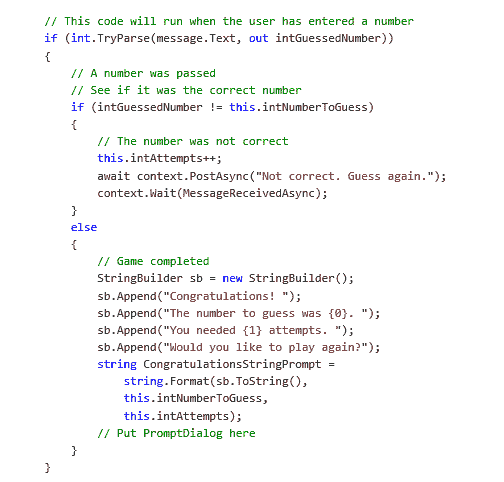 // This code will run when the user has entered a number
if (int.TryParse(message.Text, out intGuessedNumber))
{
// A number was passed
// See if it was the correct number
if (intGuessedNumber != this.intNumberToGuess)
{
// The number was not correct
this.intAttempts++;
await context.PostAsync("Not correct. Guess again.");
context.Wait(MessageReceivedAsync);
}
else
{
// Game completed
StringBuilder sb = new StringBuilder();
sb.Append("Congratulations! ");
sb.Append("The number to guess was {0}. ");
sb.Append("You needed {1} attempts. ");
sb.Append("Would you like to play again?");
string CongratulationsStringPrompt =
string.Format(sb.ToString(),
this.intNumberToGuess,
this.intAttempts);
// Put PromptDialog here
}
}